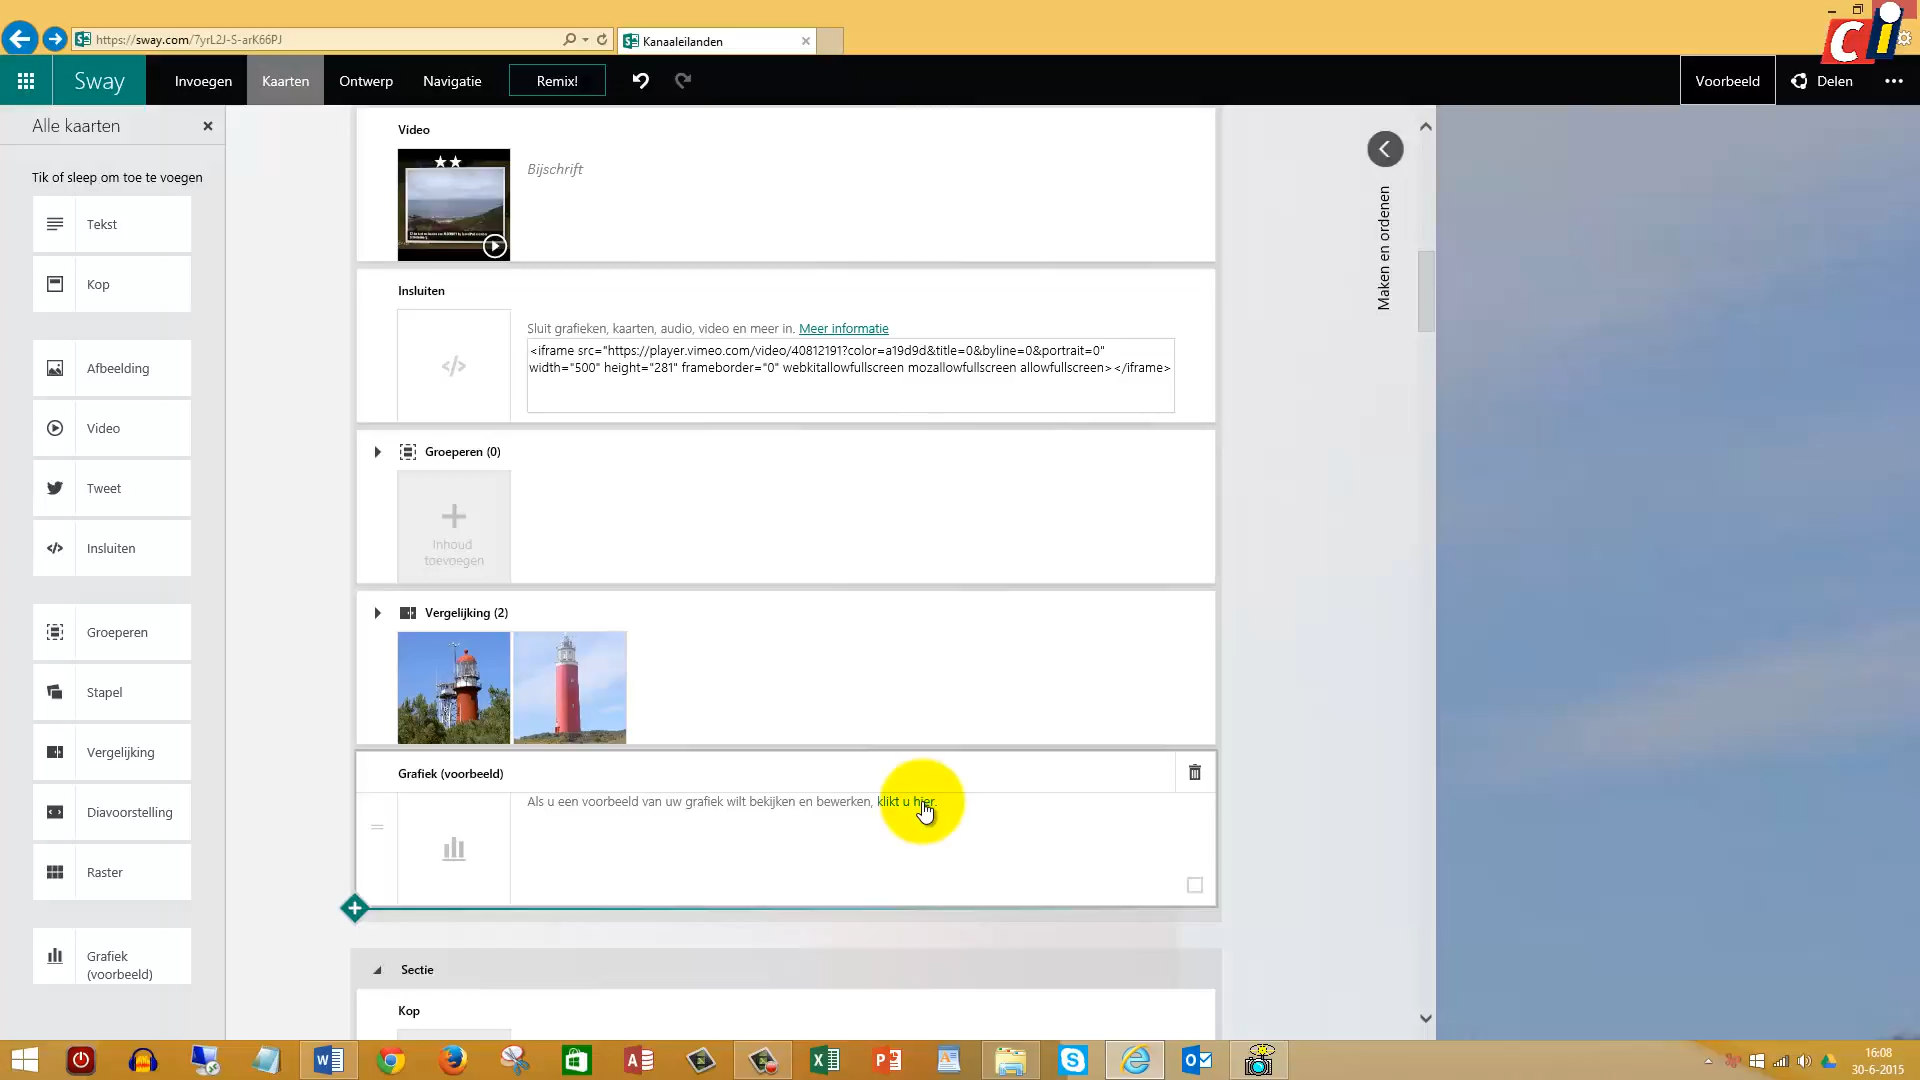 https://sway.com/7yrL2J-S-arK66PJ
Kanaaleilanden
Ci
Sway
Invoegen
Kaarten
Ontwerp
Navigatie
Remix!
Voorbeeld
Delen
Alle kaarten
Tik of sleep om toe te voegen
Tekst
Kop
Afbeelding
Video
Tweet
Insluiten
Groeperen
Stapel
Vergelijking
Diavoorstelling
Raster
Grafiek
(voorbeeld)
Video
Bijschrift
Insluiten
Sluit grafieken, kaarten, audio, video en meer in. Meer informatie
<iframe src="https://player.vimeo.com/video/40812191?color=a19d9d&title=0&byline=0&portrait=0"
width="500" height="281" frameborder="0" webkitallowfullscreen mozallowfullscreen allowfullscreen></iframe>
Groeperen (0)
Inhoud
toevoegen
Vergelijking (2)
Grafiek (voorbeeld)
Als u een voorbeeld van uw grafiek wilt bekijken en bewerken, klikt u hier.
Sectie
Kop
Maken en ordenen
16:08
30-6-2015